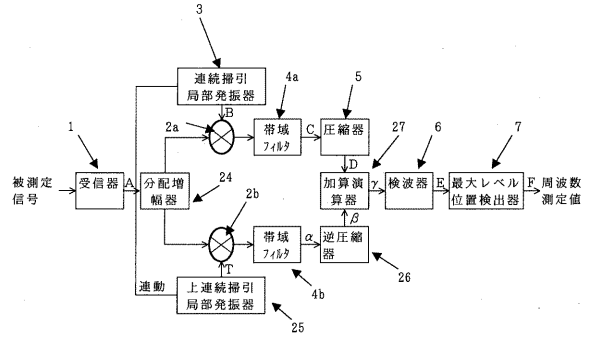 3
連続掃引
局部発振器
4a
5
B
2a
帯域
フィルタ
C
圧縮器
27
6
7
1
D
被測定
信号
受信器
A
分配増
幅器
24
加算演
算器
γ
検波器
E
最大レベル
位置検出器
F
周波数
測定値
2b
β
帯域
フィルタ
α
逆圧縮
器
26
T
連動
上連続掃引
局部発振器
4b
25